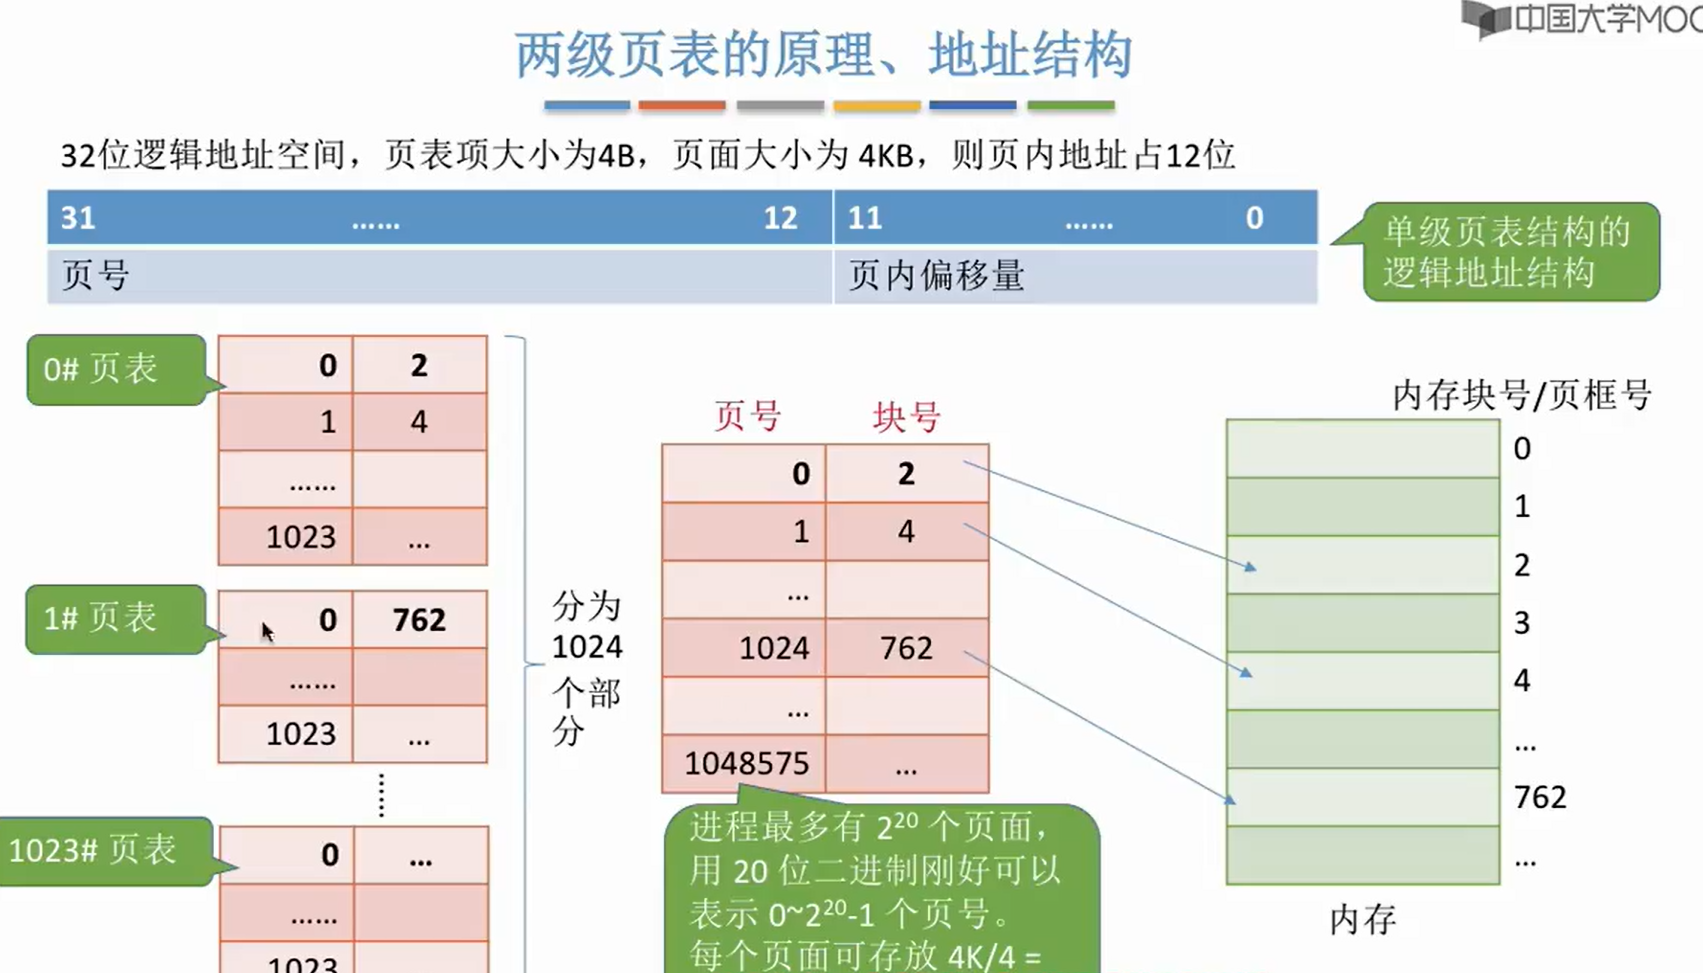 中国大学MOC
两级页表的原理、地址结构
32位逻辑地址空间，页表项大小为4B，页面大小为 4KB，则页内地址占12位
31 …… 12 11 …… 0
页号 页内偏移量
单级页表结构的
逻辑地址结构
0# 页表
0 2
1 4
……
1023 …
1# 页表
0 762
……
1023 …
1023# 页表
0 …
……
1023
分为
1024
个部
分
页号 块号
0 2
1 4
…
1024 762
…
1048575 …
进程最多有 2²⁰ 个页面，
用 20 位二进制刚好可以
表示 0~2²⁰-1 个页号。
每个页面可存放 4K/4 =
内存块号/页框号
0
1
2
3
4
…
762
…
内存